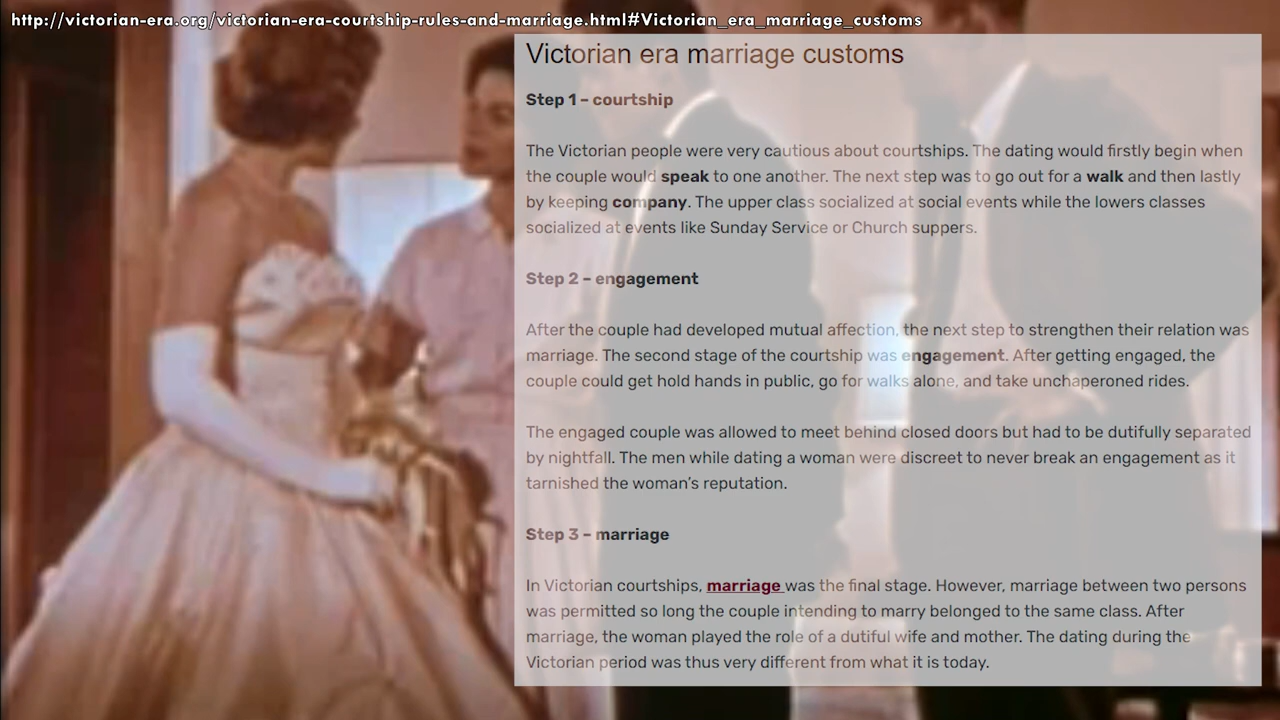 http://victorian-era.org/victorian-era-courtship-rules-and-marriage.html#Victorian_era_marriage_customs
Victorian era marriage customs
Step 1 – courtship
The Victorian people were very cautious about courtships. The dating would firstly begin when
the couple would speak to one another. The next step was to go out for a walk and then lastly
by keeping company. The upper class socialized at social events while the lowers classes
socialized at events like Sunday Service or Church suppers.
Step 2 – engagement
After the couple had developed mutual affection, the next step to strengthen their relation was
marriage. The second stage of the courtship was engagement. After getting engaged, the
couple could get hold hands in public, go for walks alone, and take unchaperoned rides.
The engaged couple was allowed to meet behind closed doors but had to be dutifully separated
by nightfall. The men while dating a woman were discreet to never break an engagement as it
tarnished the woman’s reputation.
Step 3 – marriage
In Victorian courtships, marriage was the final stage. However, marriage between two persons
was permitted so long the couple intending to marry belonged to the same class. After
marriage, the woman played the role of a dutiful wife and mother. The dating during the
Victorian period was thus very different from what it is today.